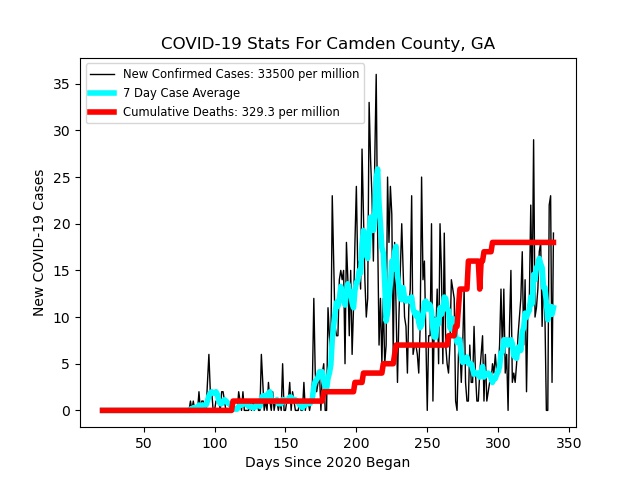 COVID-19 Stats For Camden County, GA
New Confirmed Cases: 33500 per million
7 Day Case Average
Cumulative Deaths: 329.3 per million
New COVID-19 Cases
35
30
25
20
15
10
5
0
50
100
150
200
250
300
350
Days Since 2020 Began